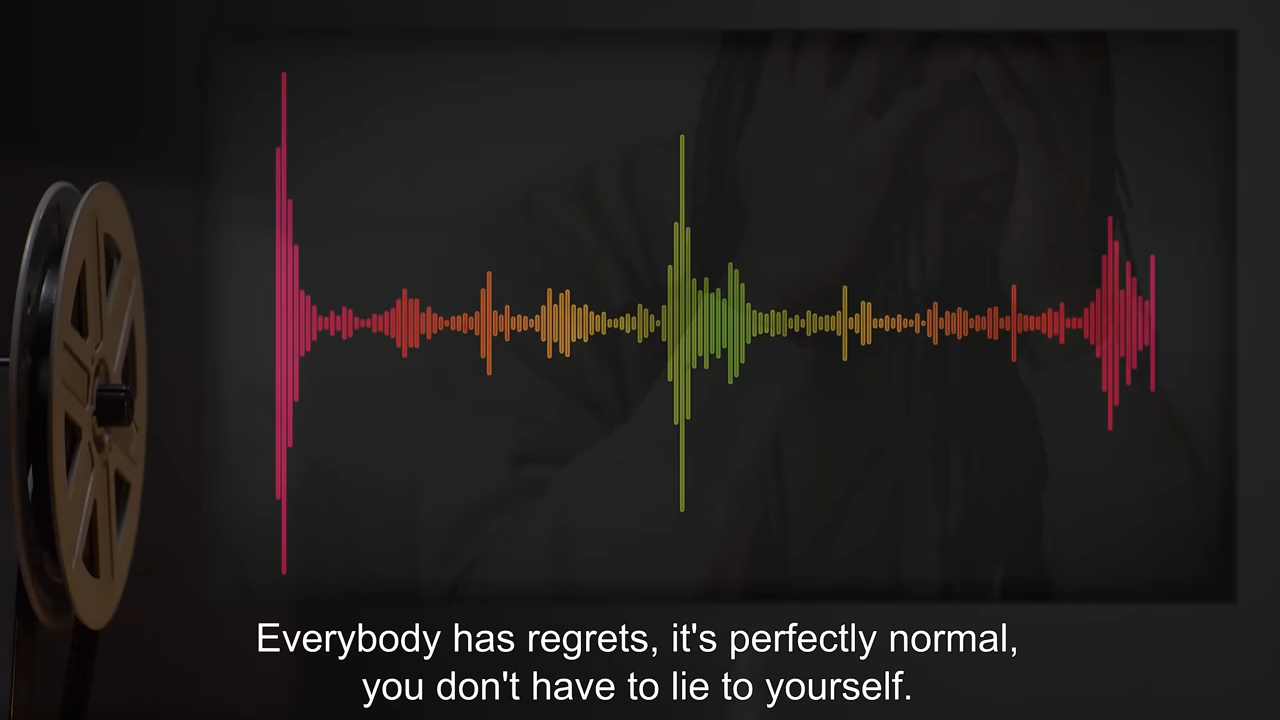 Everybody has regrets, it's perfectly normal,
you don't have to lie to yourself.